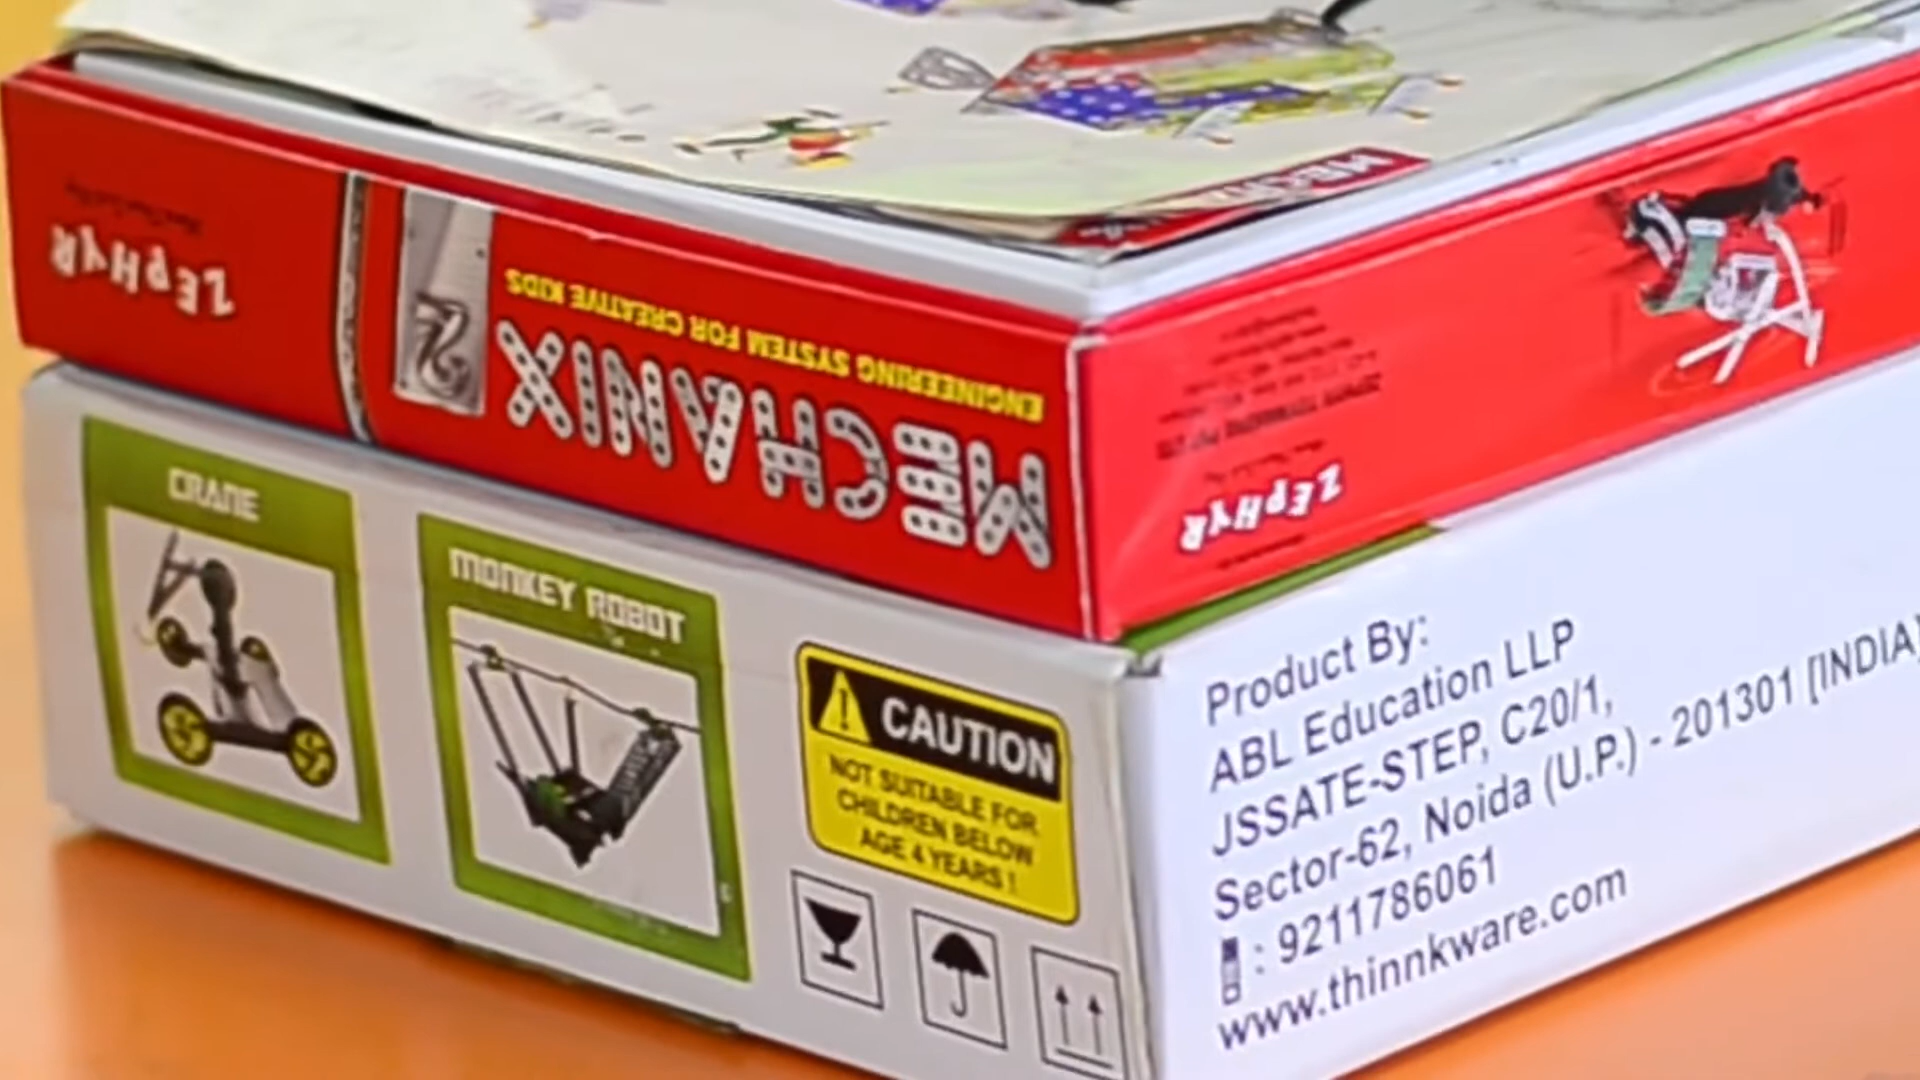 ZEPHYR
2
ENGINEERING SYSTEM FOR CREATIVE KIDS
MECHANIX
ZEPHYR
CRANE
MONKEY ROBOT
CAUTION
NOT SUITABLE FOR
CHILDREN BELOW
AGE 4 YEARS !
Product By:
ABL Education LLP
JSSATE-STEP, C20/1,
Sector-62, Noida (U.P.) - 201301 [INDIA]
: 9211786061
www.thinnkware.com